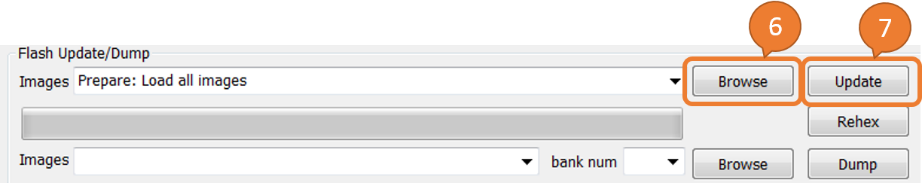 6 7
Flash Update/Dump
Images Prepare: Load all images Browse Update
Rehex
Images bank num Browse Dump